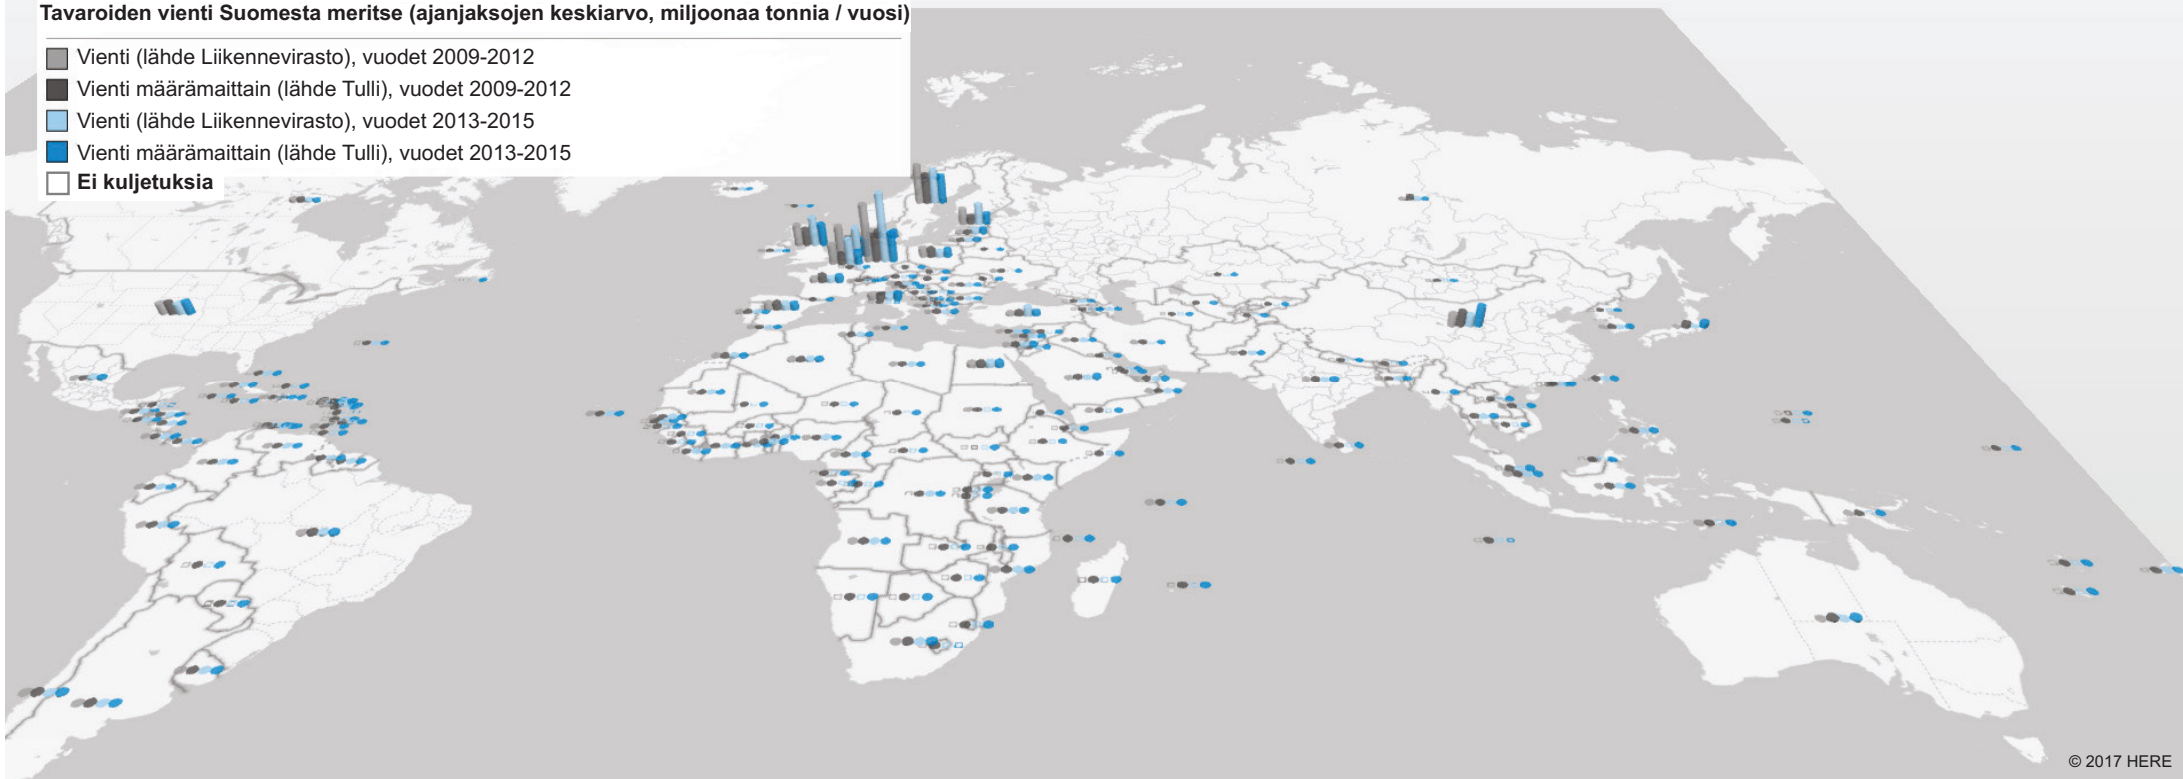 Tavaroiden vienti Suomesta meritse (ajanjaksojen keskiarvo, miljoonaa tonnia / vuosi)
Vienti (lähde Liikennevirasto), vuodet 2009-2012
Vienti määrämaittain (lähde Tulli), vuodet 2009-2012
Vienti (lähde Liikennevirasto), vuodet 2013-2015
Vienti määrämaittain (lähde Tulli), vuodet 2013-2015
Ei kuljetuksia
© 2017 HERE